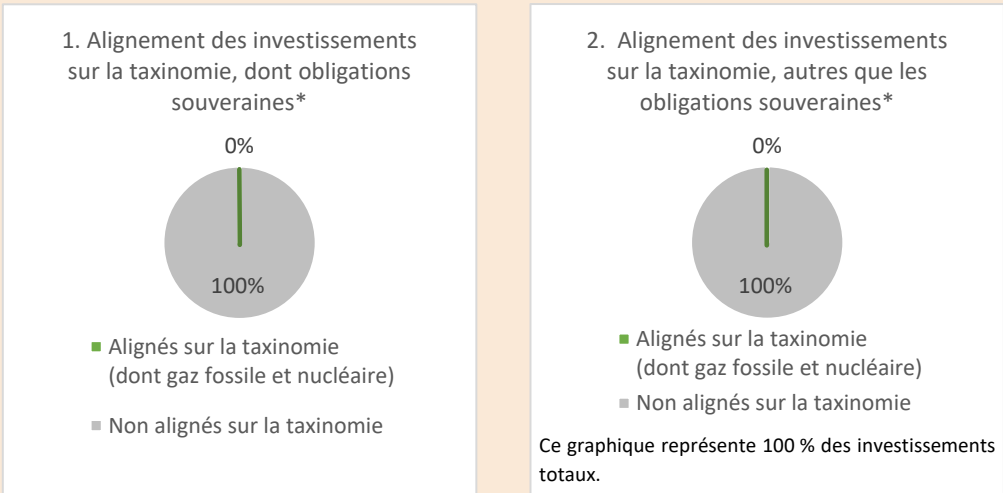 1. Alignement des investissements
sur la taxinomie, dont obligations
souveraines*
0%
100%
Alignés sur la taxinomie
(dont gaz fossile et nucléaire)
Non alignés sur la taxinomie
2. Alignement des investissements
sur la taxinomie, autres que les
obligations souveraines*
0%
100%
Alignés sur la taxinomie
(dont gaz fossile et nucléaire)
Non alignés sur la taxinomie
Ce graphique représente 100 % des investissements
totaux.